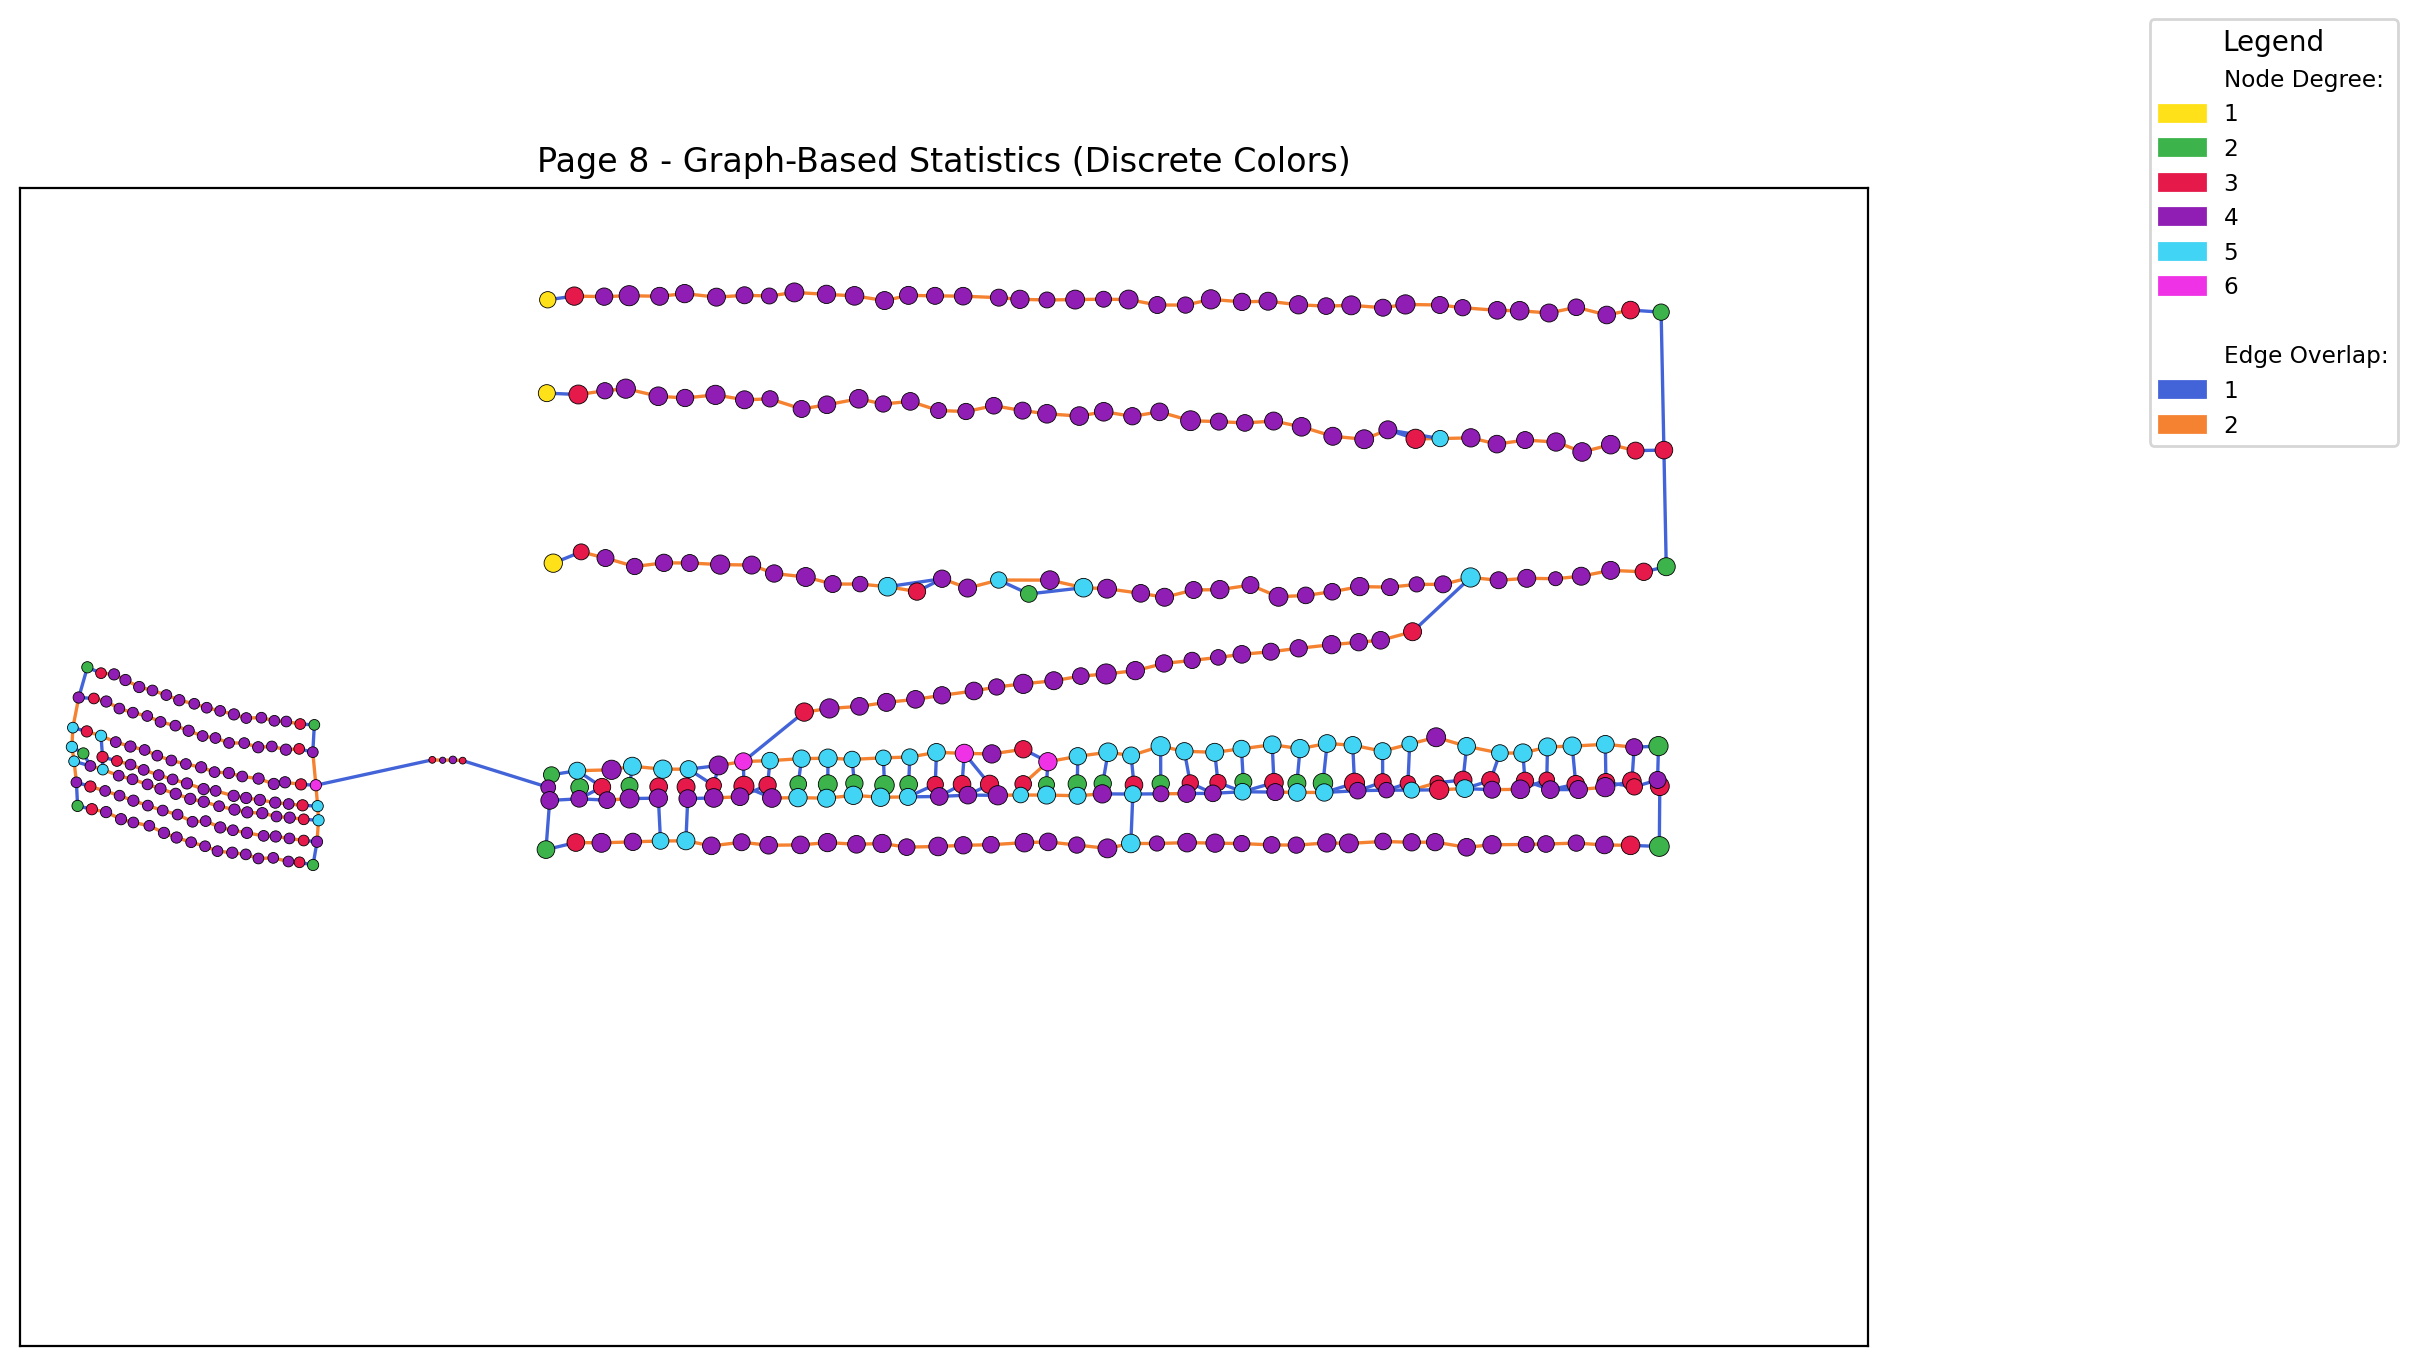 Page 8 - Graph-Based Statistics (Discrete Colors)
Legend
Node Degree:
1
2
3
4
5
6
Edge Overlap:
1
2